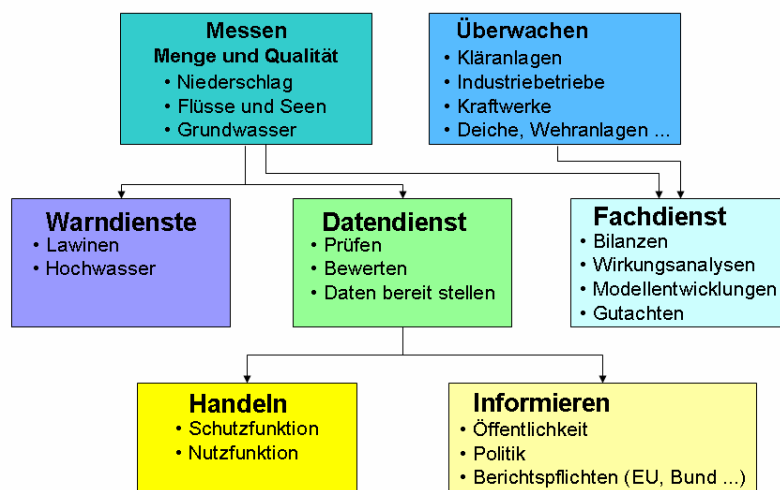 Messen
Menge und Qualität
• Niederschlag
• Flüsse und Seen
• Grundwasser
Überwachen
• Kläranlagen
• Industriebetriebe
• Kraftwerke
• Deiche, Wehranlagen ...
Warndienste
• Lawinen
• Hochwasser
Datendienst
• Prüfen
• Bewerten
• Daten bereit stellen
Fachdienst
• Bilanzen
• Wirkungsanalysen
• Modellentwicklungen
• Gutachten
Handeln
• Schutzfunktion
• Nutzfunktion
Informieren
• Öffentlichkeit
• Politik
• Berichtspflichten (EU, Bund ...)